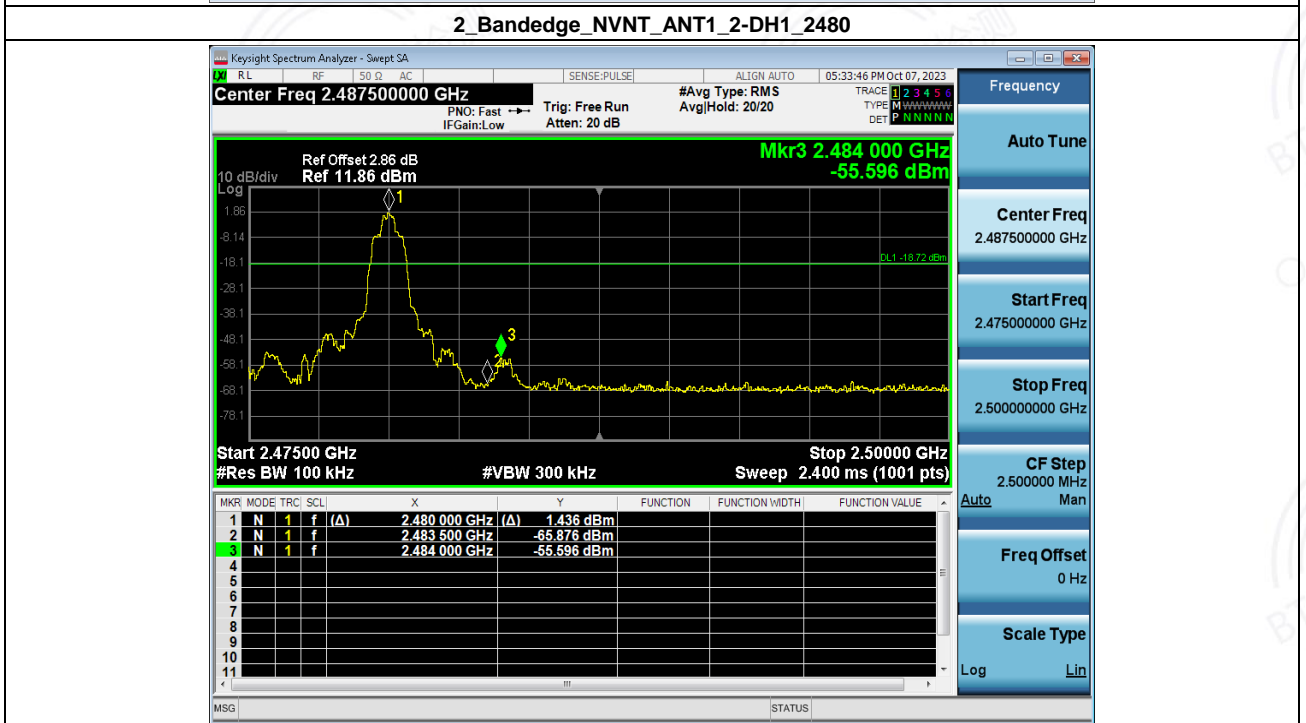 2_Bandedge_NVNT_ANT1_2-DH1_2480
Keysight Spectrum Analyzer - Swept SA
LXI RL RF 50 Ω AC SENSE:PULSE ALIGN AUTO 05:33:46 PM Oct 07, 2023
Center Freq 2.487500000 GHz
PNO: Fast
IFGain:Low
Trig: Free Run
Atten: 20 dB
#Avg Type: RMS
Avg|Hold: 20/20
TRACE 1 2 3 4 5 6
TYPE M WWWWW
DET P N N N N N
Mkr3 2.484 000 GHz
-55.596 dBm
Ref Offset 2.86 dB
10 dB/div Ref 11.86 dBm
Log
1
1.86
-8.14
-18.1
DL1 -18.72 dBm
-28.1
-38.1
-48.1
3
2
-58.1
-68.1
-78.1
Start 2.47500 GHz Stop 2.50000 GHz
#Res BW 100 kHz #VBW 300 kHz Sweep 2.400 ms (1001 pts)
MKR MODE TRC SCL X Y FUNCTION FUNCTION WIDTH FUNCTION VALUE
1 N 1 f (Δ) 2.480 000 GHz (Δ) 1.436 dBm
2 N 1 f 2.483 500 GHz -65.876 dBm
3 N 1 f 2.484 000 GHz -55.596 dBm
4
5
6
7
8
9
10
11
MSG STATUS
Frequency
Auto Tune
Center Freq
2.487500000 GHz
Start Freq
2.475000000 GHz
Stop Freq
2.500000000 GHz
CF Step
2.500000 MHz
Auto Man
Freq Offset
0 Hz
Scale Type
Log Lin